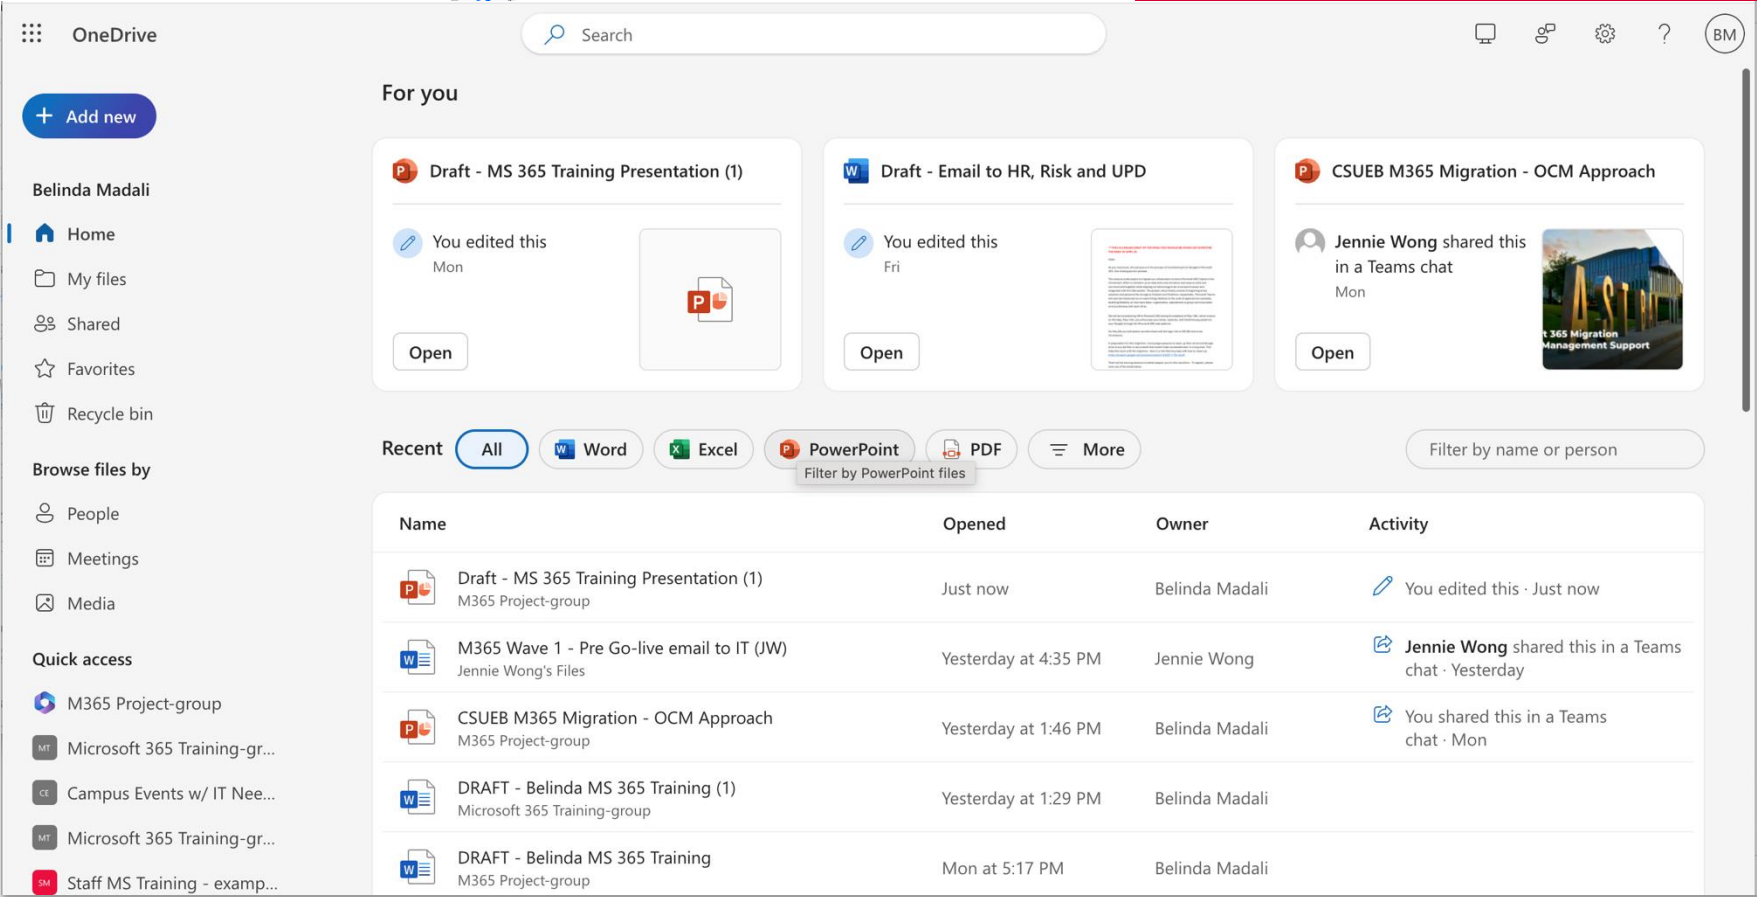 OneDrive
Search
BM
Add new
Belinda Madali
Home
My files
Shared
Favorites
Recycle bin
Browse files by
People
Meetings
Media
Quick access
M365 Project-group
MT Microsoft 365 Training-gr...
CE Campus Events w/ IT Nee...
MT Microsoft 365 Training-gr...
SM Staff MS Training - examp...
For you
Draft - MS 365 Training Presentation (1)
You edited this
Mon
Open
Draft - Email to HR, Risk and UPD
You edited this
Fri
Open
CSUEB M365 Migration - OCM Approach
Jennie Wong shared this
in a Teams chat
Mon
Open
t 365 Migration
Management Support
Recent All Word Excel PowerPoint PDF More Filter by name or person
Filter by PowerPoint files
Name Opened Owner Activity
Draft - MS 365 Training Presentation (1)
M365 Project-group
Just now
Belinda Madali
You edited this · Just now
M365 Wave 1 - Pre Go-live email to IT (JW)
Jennie Wong's Files
Yesterday at 4:35 PM
Jennie Wong
Jennie Wong shared this in a Teams
chat · Yesterday
CSUEB M365 Migration - OCM Approach
M365 Project-group
Yesterday at 1:46 PM
Belinda Madali
You shared this in a Teams
chat · Mon
DRAFT - Belinda MS 365 Training (1)
Microsoft 365 Training-group
Yesterday at 1:29 PM
Belinda Madali
DRAFT - Belinda MS 365 Training
M365 Project-group
Mon at 5:17 PM
Belinda Madali